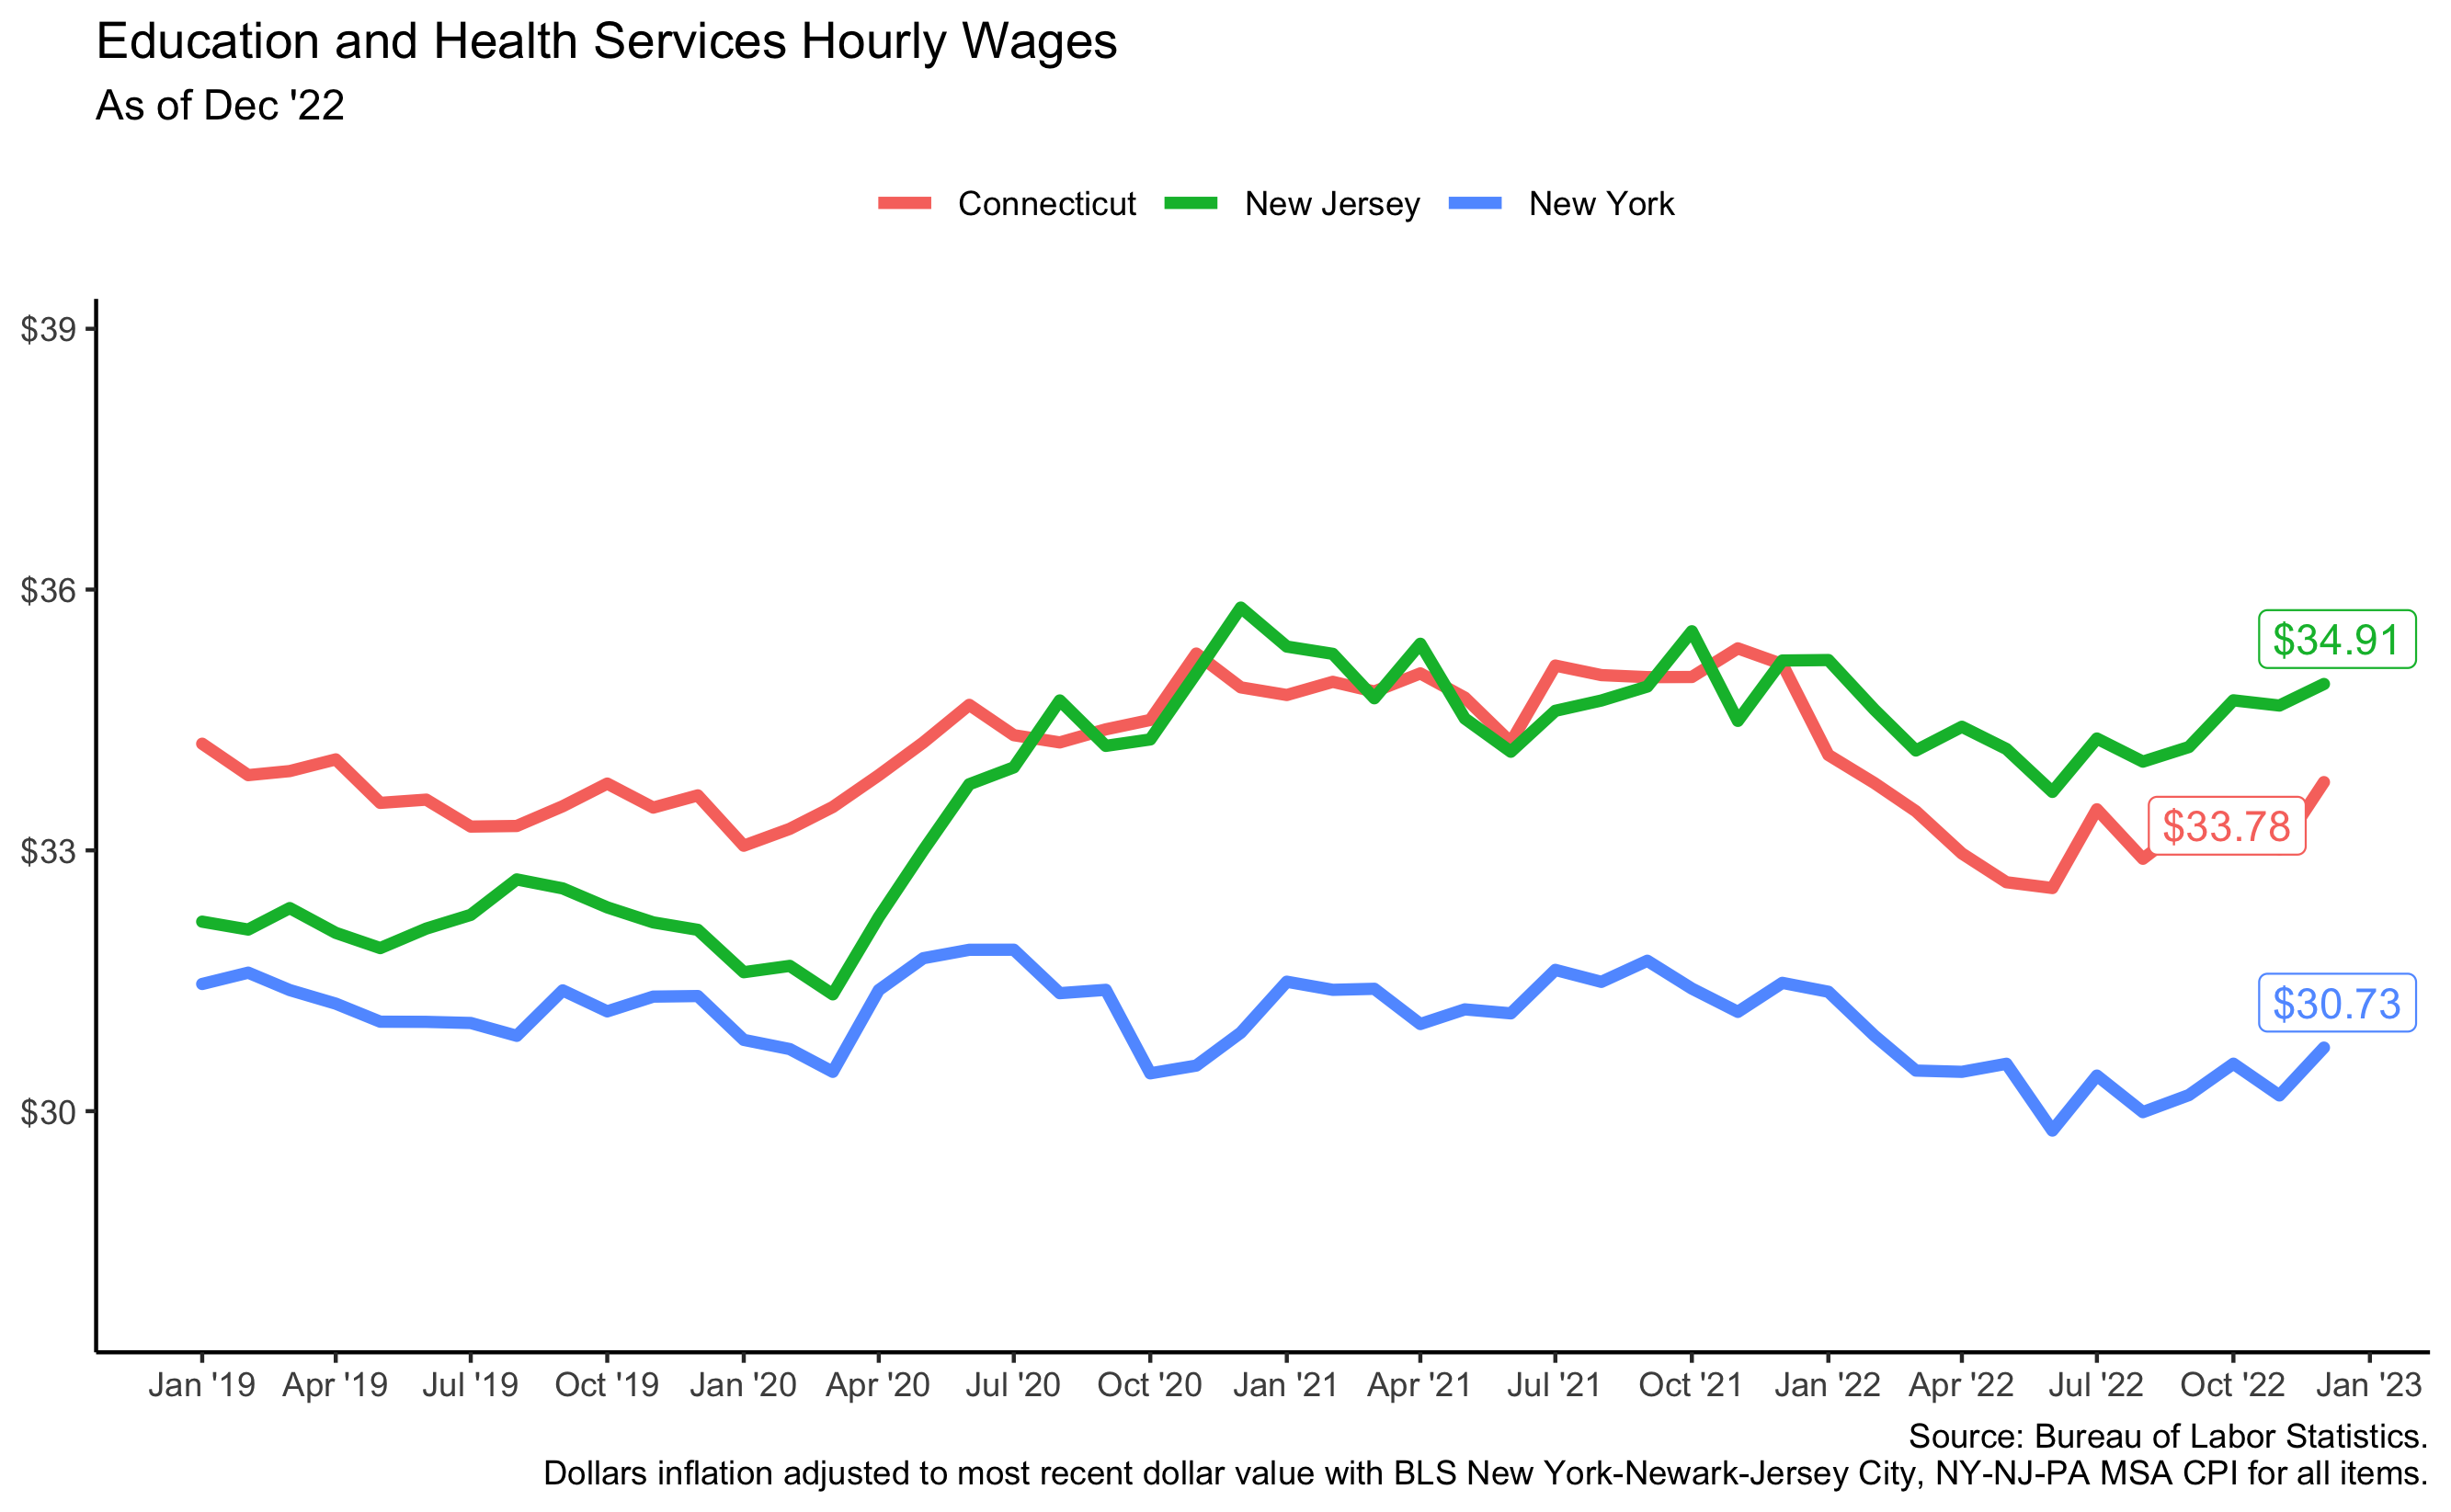 Education and Health Services Hourly Wages
As of Dec '22
Connecticut New Jersey New York
$39
$36
$34.91
$33.78
$33
$30.73
$30
Jan '19 Apr '19 Jul '19 Oct '19 Jan '20 Apr '20 Jul '20 Oct '20 Jan '21 Apr '21 Jul '21 Oct '21 Jan '22 Apr '22 Jul '22 Oct '22 Jan '23
Source: Bureau of Labor Statistics.
Dollars inflation adjusted to most recent dollar value with BLS New York-Newark-Jersey City, NY-NJ-PA MSA CPI for all items.